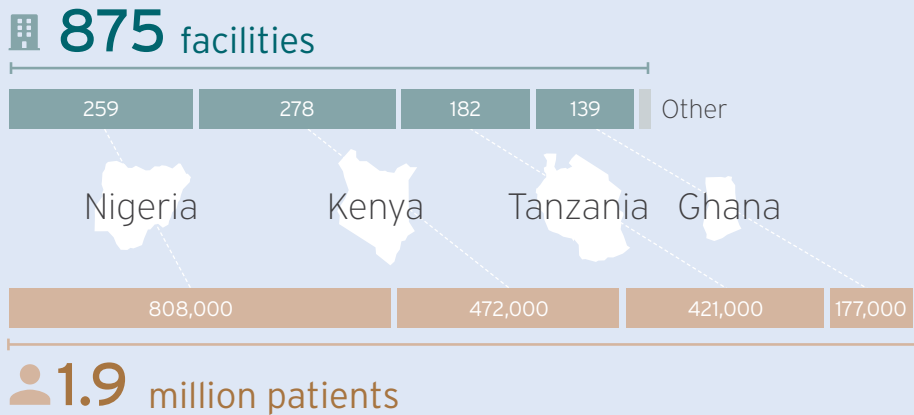 875 facilities
259 278 182 139 Other
Nigeria Kenya Tanzania Ghana
808,000 472,000 421,000 177,000
1.9 million patients